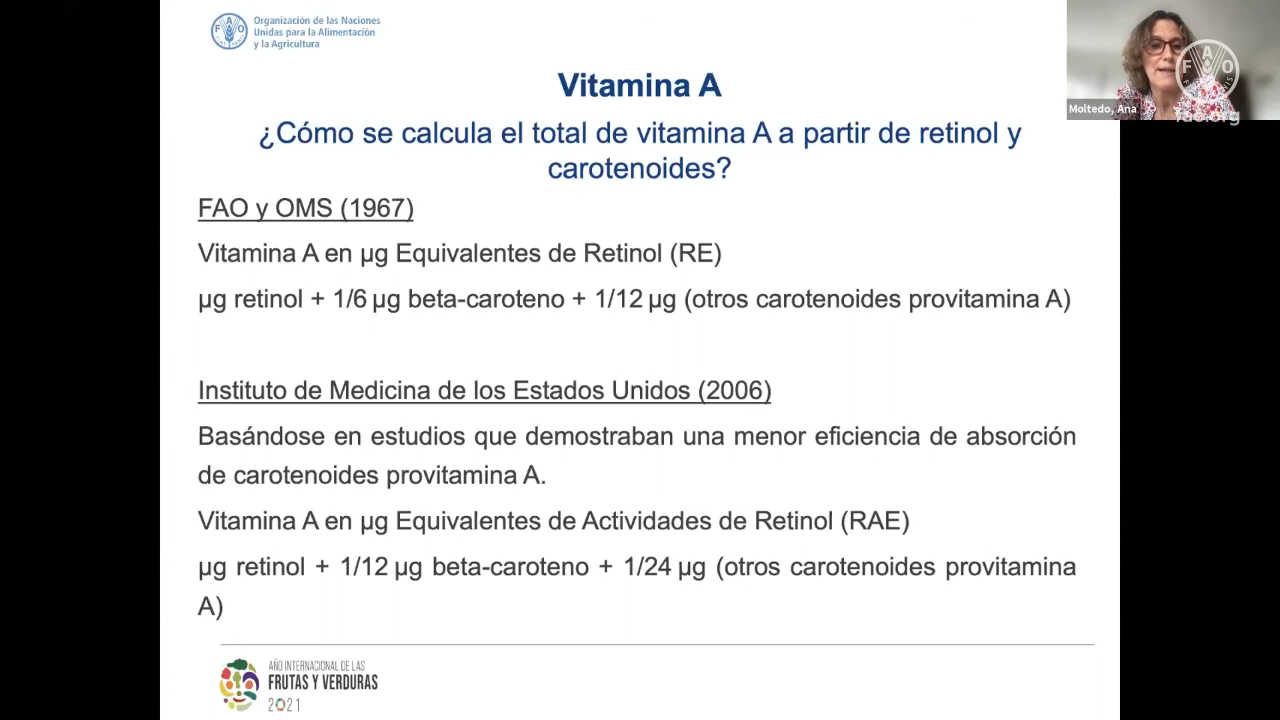 Organización de las Naciones
Unidas para la Alimentación
y la Agricultura
Moltedo, Ana
FAO
fao.org
Vitamina A
¿Cómo se calcula el total de vitamina A a partir de retinol y
carotenoides?
FAO y OMS (1967)
Vitamina A en µg Equivalentes de Retinol (RE)
µg retinol + 1/6 µg beta-caroteno + 1/12 µg (otros carotenoides provitamina A)
Instituto de Medicina de los Estados Unidos (2006)
Basándose en estudios que demostraban una menor eficiencia de absorción
de carotenoides provitamina A.
Vitamina A en µg Equivalentes de Actividades de Retinol (RAE)
µg retinol + 1/12 µg beta-caroteno + 1/24 µg (otros carotenoides provitamina
A)
AÑO INTERNACIONAL DE LAS
FRUTAS Y VERDURAS
2021